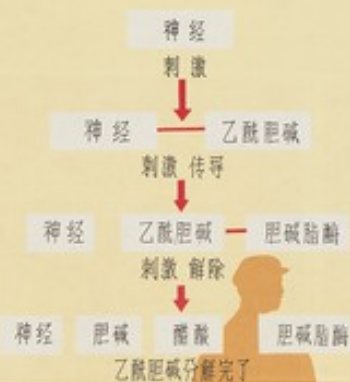 神经
刺激
神经 乙酰胆碱
刺激 传导
神经 乙酰胆碱 胆碱脂酶
刺激 解除
神经 胆碱 醋酸 胆碱脂酶
乙酰胆碱分解完了